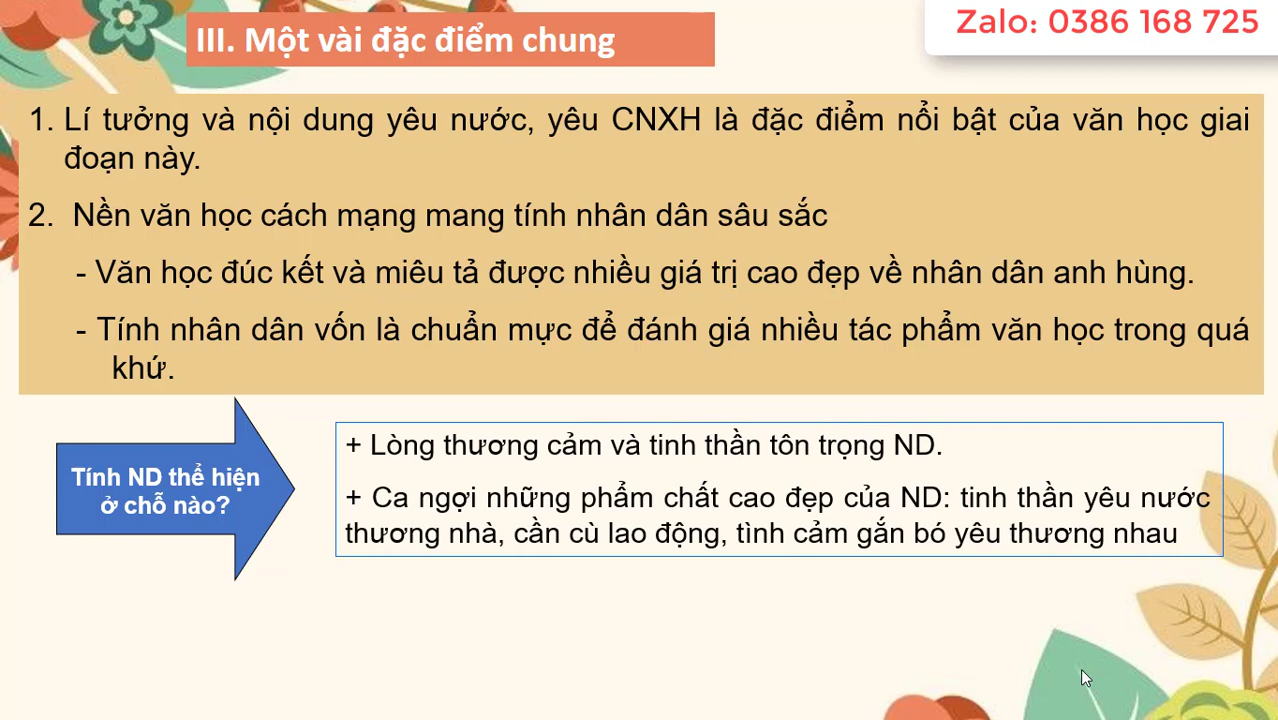 Zalo: 0386 168 725
III. Một vài đặc điểm chung
1. Lí tưởng và nội dung yêu nước, yêu CNXH là đặc điểm nổi bật của văn học giai
đoạn này.
2. Nền văn học cách mạng mang tính nhân dân sâu sắc
- Văn học đúc kết và miêu tả được nhiều giá trị cao đẹp về nhân dân anh hùng.
- Tính nhân dân vốn là chuẩn mực để đánh giá nhiều tác phẩm văn học trong quá
khứ.
Tính ND thể hiện
ở chỗ nào?
+ Lòng thương cảm và tinh thần tôn trọng ND.
+ Ca ngợi những phẩm chất cao đẹp của ND: tinh thần yêu nước
thương nhà, cần cù lao động, tình cảm gắn bó yêu thương nhau